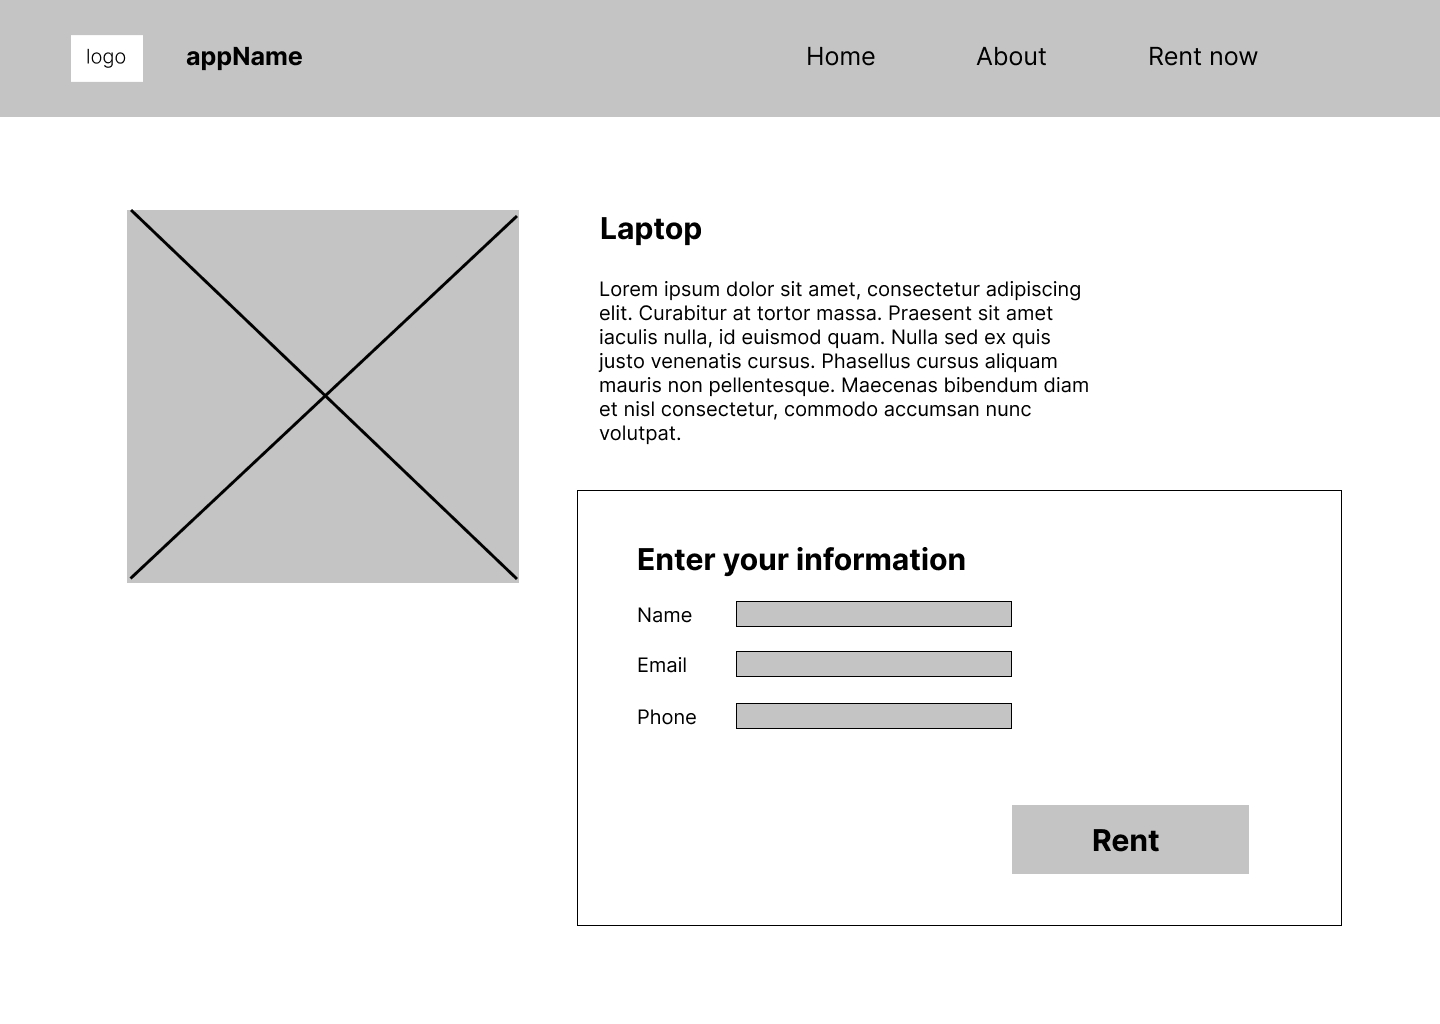 logo
appName
Home
About
Rent now
Laptop
Lorem ipsum dolor sit amet, consectetur adipiscing
elit. Curabitur at tortor massa. Praesent sit amet
iaculis nulla, id euismod quam. Nulla sed ex quis
justo venenatis cursus. Phasellus cursus aliquam
mauris non pellentesque. Maecenas bibendum diam
et nisl consectetur, commodo accumsan nunc
volutpat.
Enter your information
Name
Email
Phone
Rent